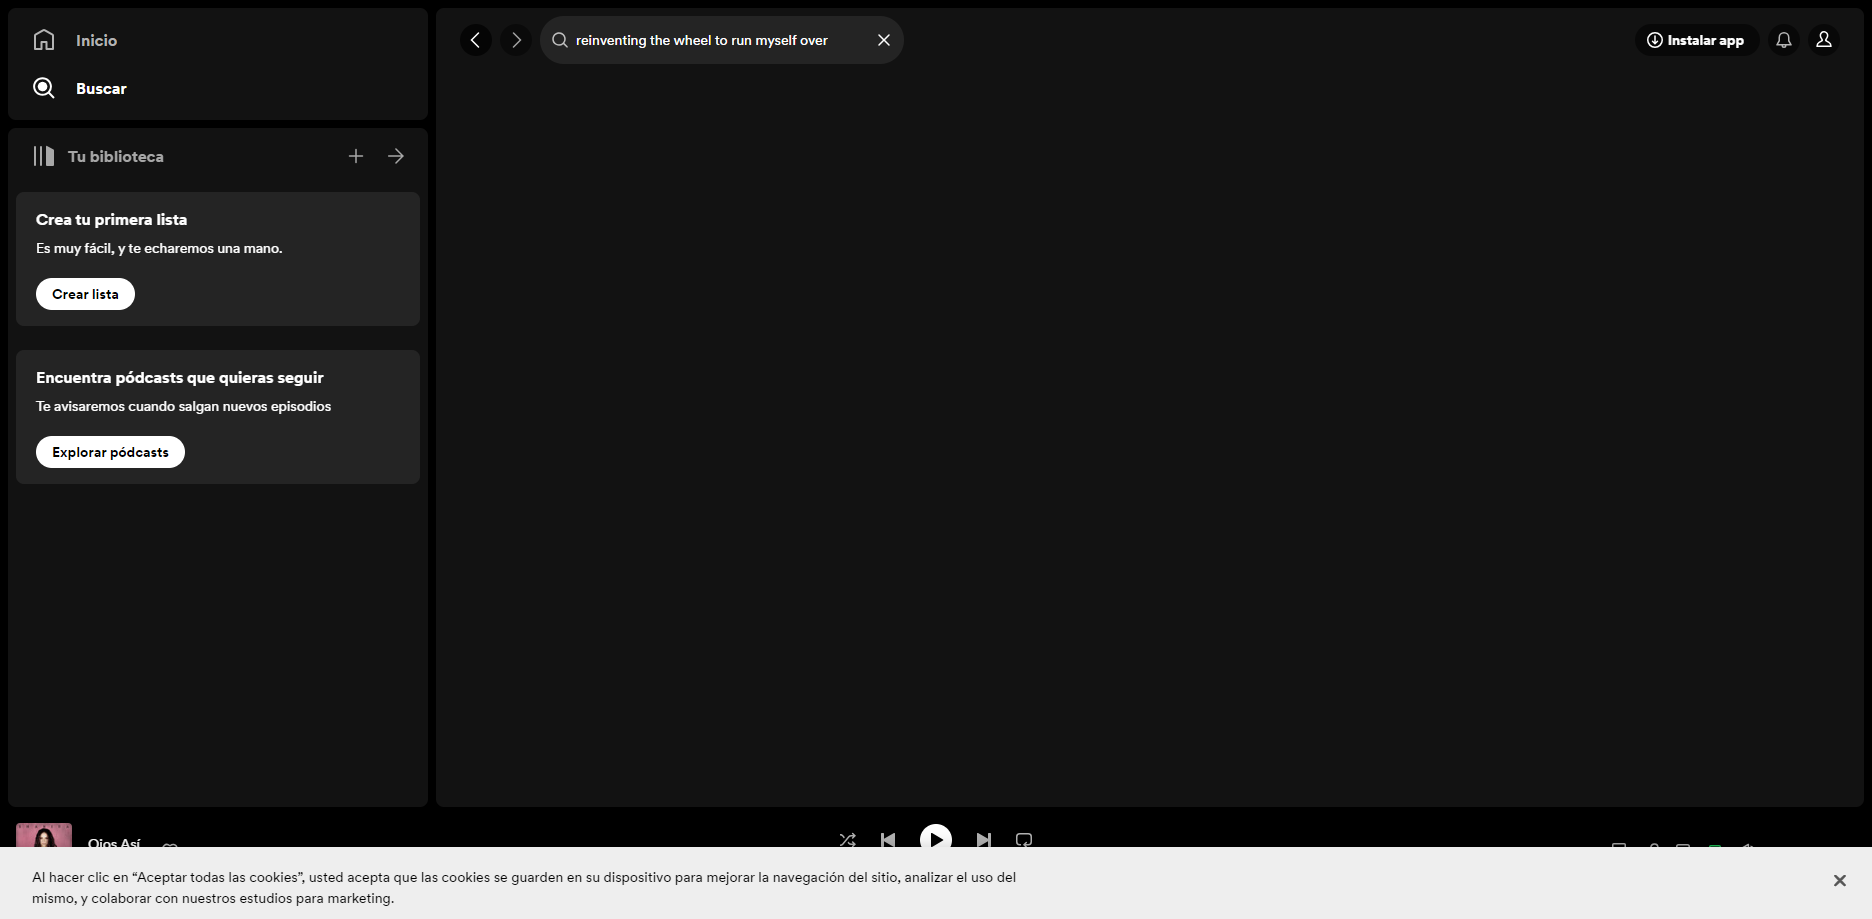 Inicio
Buscar
Tu biblioteca
Crea tu primera lista
Es muy fácil, y te echaremos una mano.
Crear lista
Encuentra pódcasts que quieras seguir
Te avisaremos cuando salgan nuevos episodios
Explorar pódcasts
reinventing the wheel to run myself over
Instalar app
Ojos Así
Al hacer clic en “Aceptar todas las cookies”, usted acepta que las cookies se guarden en su dispositivo para mejorar la navegación del sitio, analizar el uso del
mismo, y colaborar con nuestros estudios para marketing.